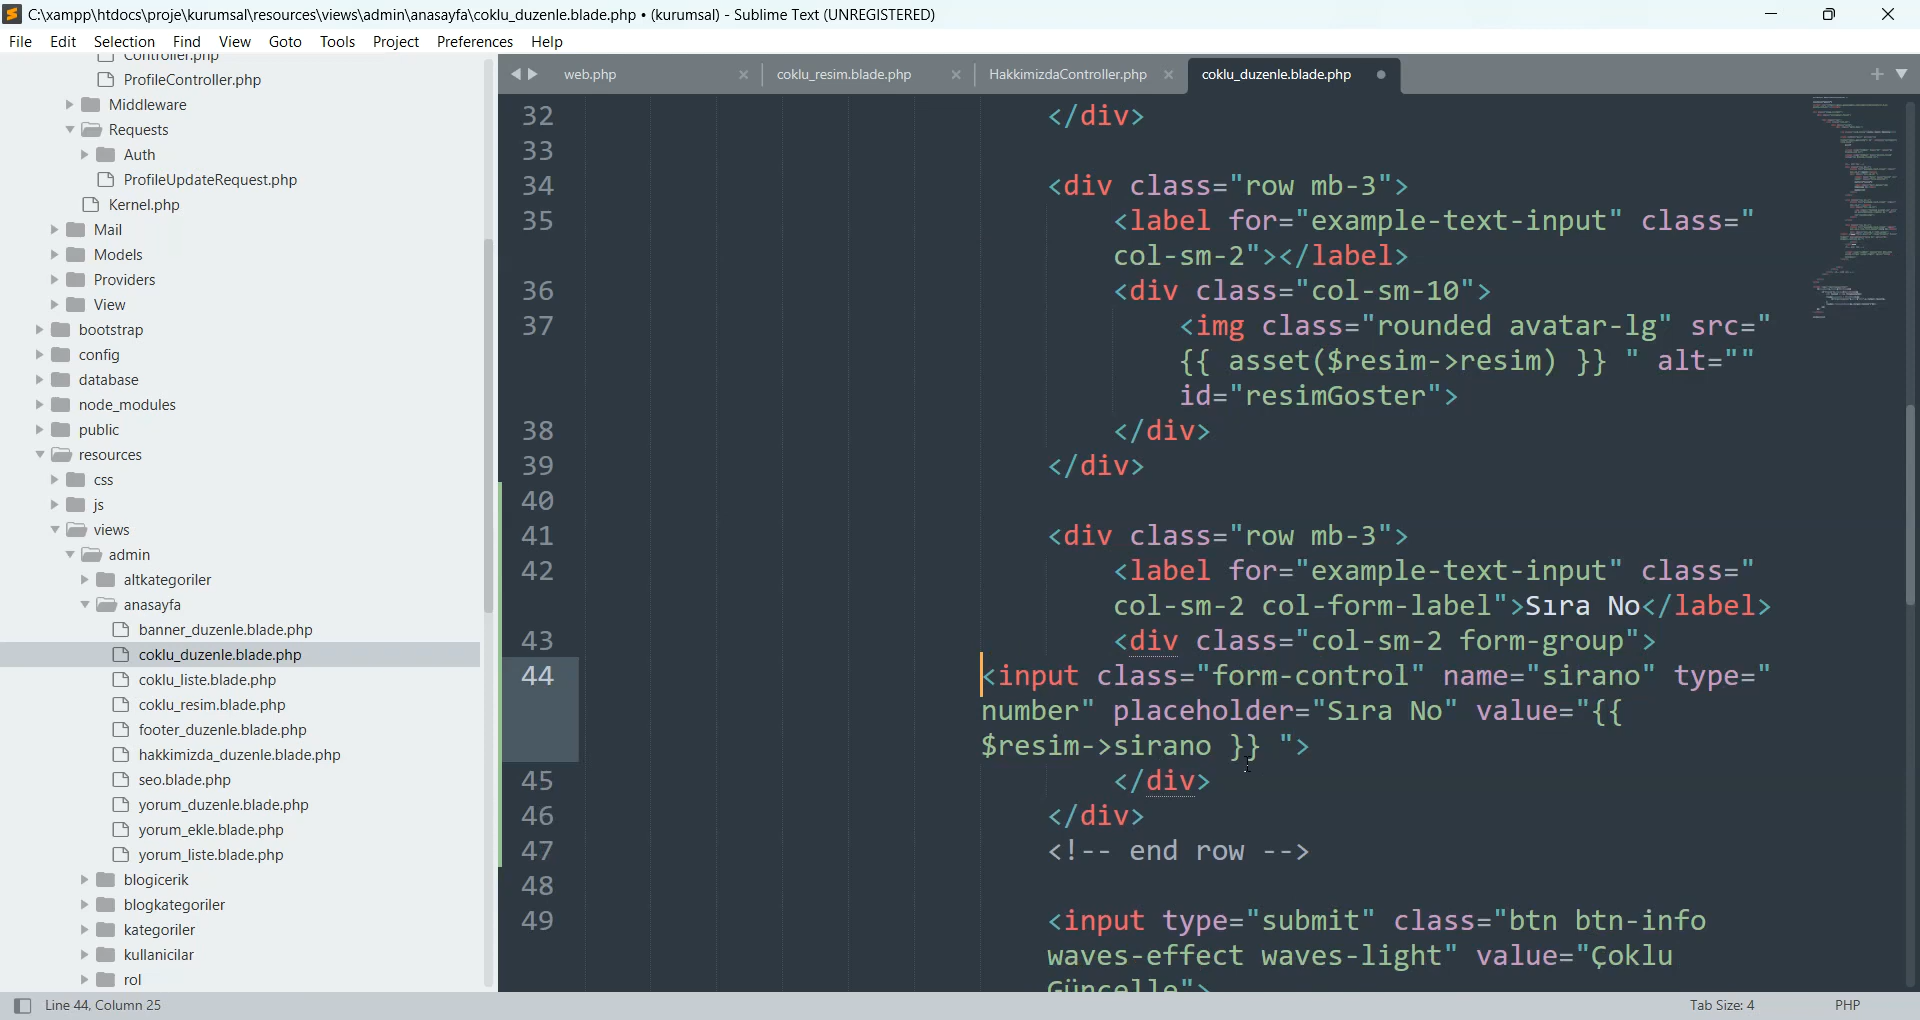 C:\xampp\htdocs\proje\kurumsal\resources\views\admin\anasayfa\coklu_duzenle.blade.php • (kurumsal) - Sublime Text (UNREGISTERED)
File Edit Selection Find View Goto Tools Project Preferences Help
Controller.php
ProfileController.php
Middleware
Requests
Auth
ProfileUpdateRequest.php
Kernel.php
Mail
Models
Providers
View
bootstrap
config
database
node_modules
public
resources
css
js
views
admin
altkategoriler
anasayfa
banner_duzenle.blade.php
coklu_duzenle.blade.php
coklu_liste.blade.php
coklu_resim.blade.php
footer_duzenle.blade.php
hakkimizda_duzenle.blade.php
seo.blade.php
yorum_duzenle.blade.php
yorum_ekle.blade.php
yorum_liste.blade.php
blogicerik
blogkategoriler
kategoriler
kullanicilar
rol
web.php coklu_resim.blade.php HakkimizdaController.php coklu_duzenle.blade.php
32 </div>
33
34 <div class="row mb-3">
35 <label for="example-text-input" class="
col-sm-2"></label>
36 <div class="col-sm-10">
37 <img class="rounded avatar-lg" src="
{{ asset($resim->resim) }} " alt=""
id="resimGoster">
38 </div>
39 </div>
40
41 <div class="row mb-3">
42 <label for="example-text-input" class="
col-sm-2 col-form-label">Sıra No</label>
43 <div class="col-sm-2 form-group">
44 <input class="form-control" name="sirano" type="
number" placeholder="Sıra No" value="{{
$resim->sirano }} ">
45 </div>
46 </div>
47 <!-- end row -->
48
49 <input type="submit" class="btn btn-info
waves-effect waves-light" value="Çoklu
Güncelle">
Line 44, Column 25 Tab Size: 4 PHP